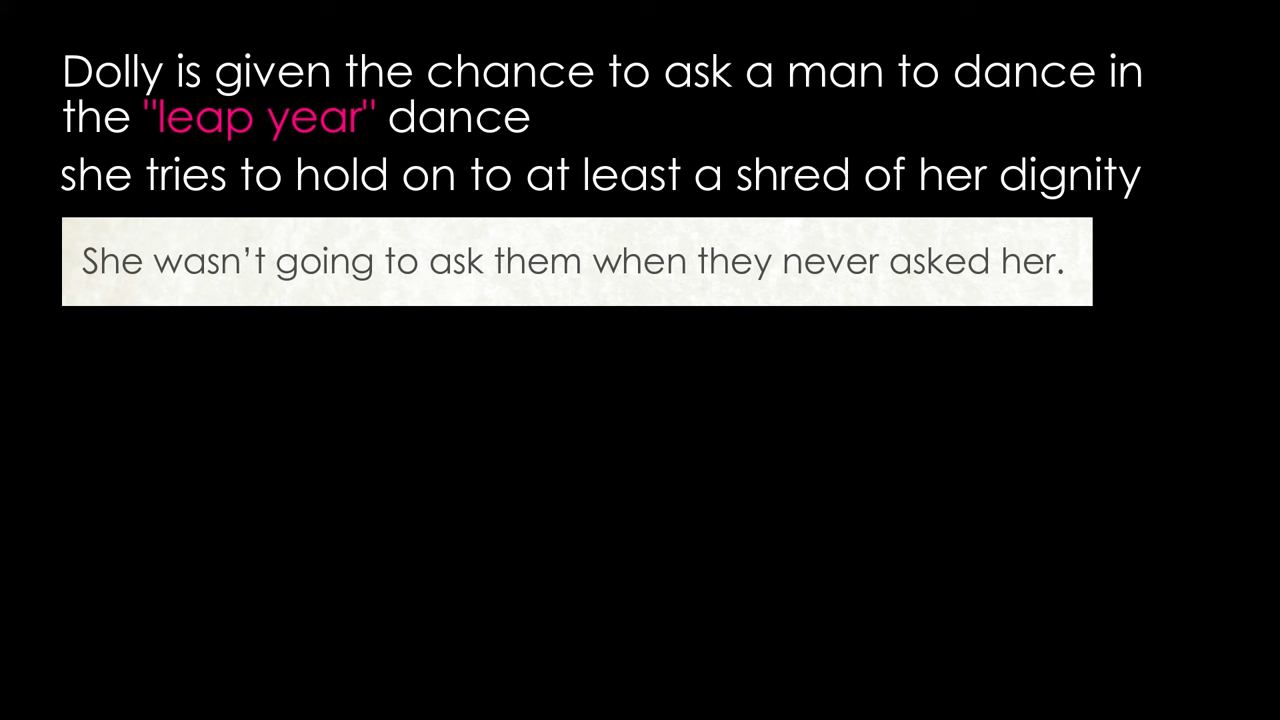 Dolly is given the chance to ask a man to dance in
the "leap year" dance
she tries to hold on to at least a shred of her dignity
She wasn’t going to ask them when they never asked her.